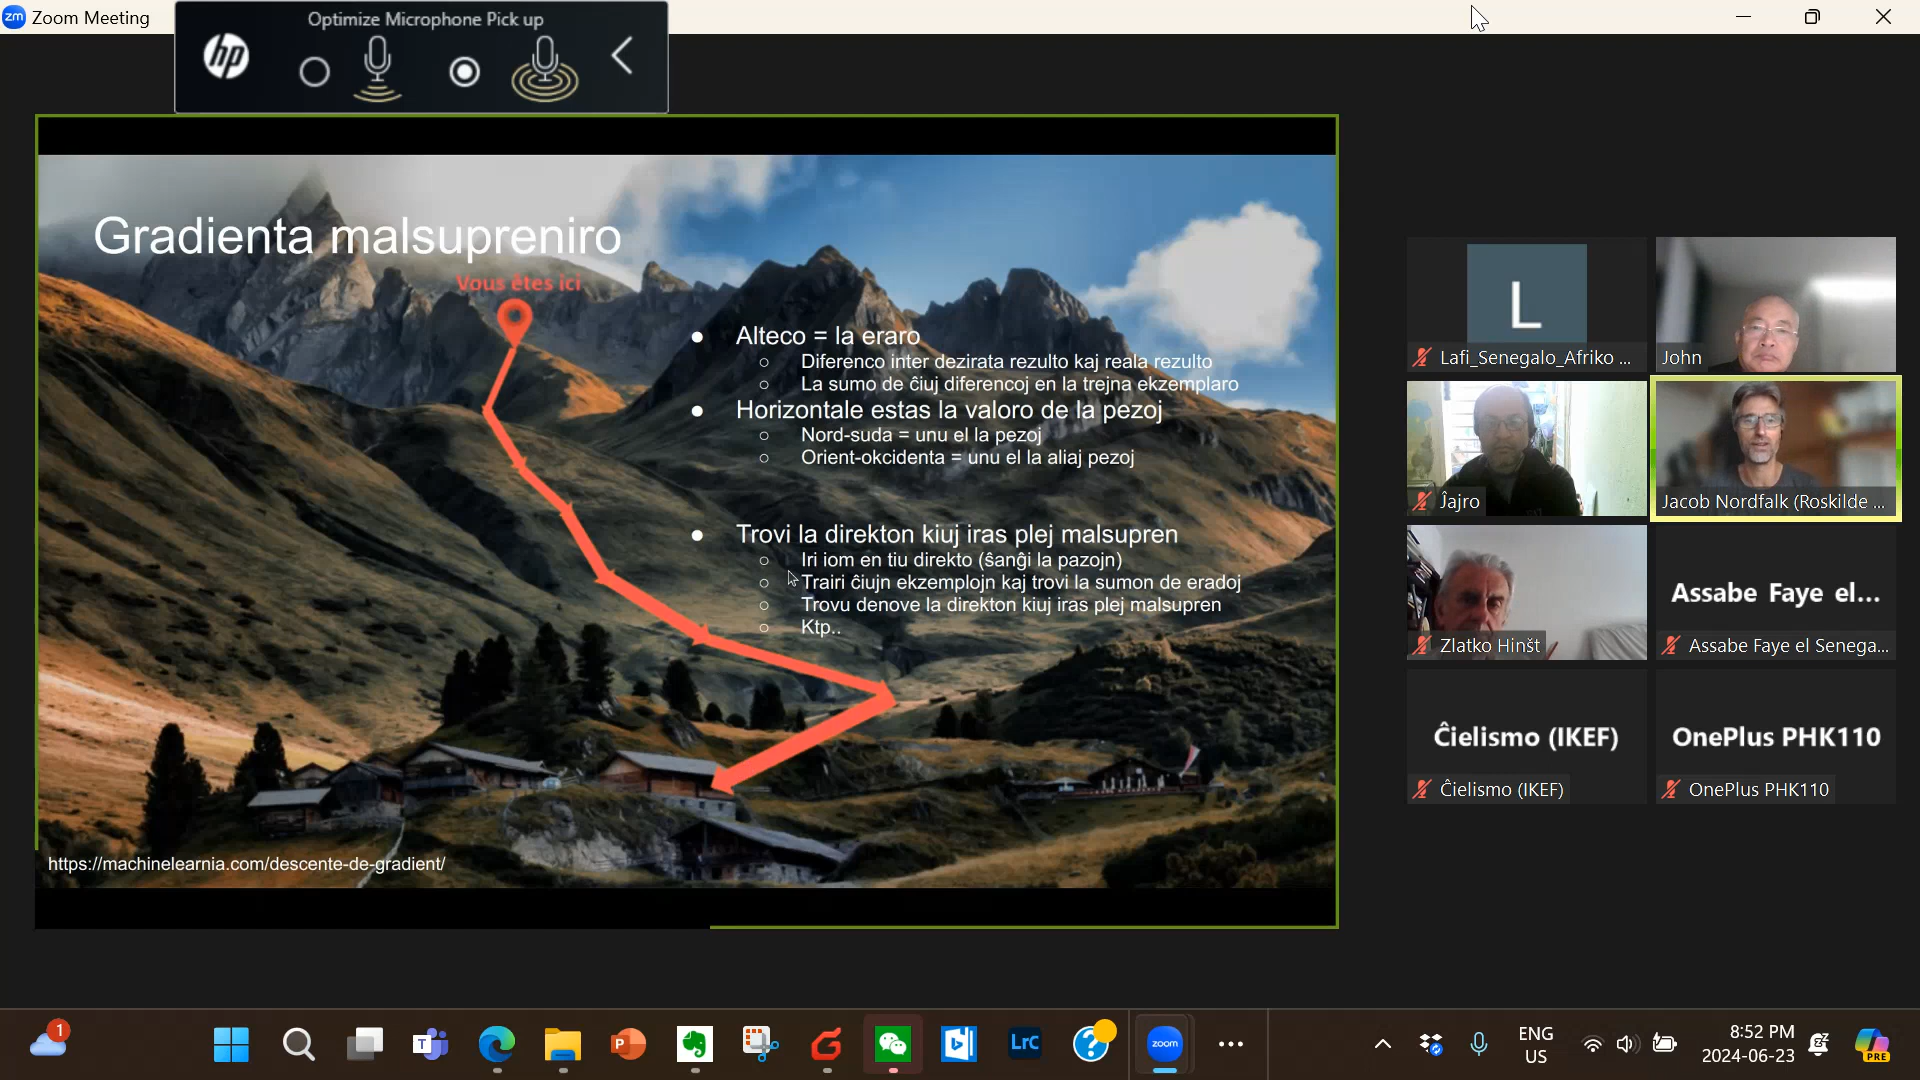 Zoom Meeting
Optimize Microphone Pick up
hp
Gradienta malsupreniro
Vous êtes ici
Alteco = la eraro
Diferenco inter dezirata rezulto kaj reala rezulto
La sumo de ĉiuj diferencoj en la trejna ekzemplaro
Horizontale estas la valoro de la pezoj
Nord-suda = unu el la pezoj
Orient-okcidenta = unu el la aliaj pezoj
Trovi la direkton kiuj iras plej malsupren
Iri iom en tiu direkto (ŝanĝi la pazojn)
Trairi ĉiujn ekzemplojn kaj trovi la sumon de eradoj
Trovu denove la direkton kiuj iras plej malsupren
Ktp..
https://machinelearnia.com/descente-de-gradient/
L
Lafi_Senegalo_Afriko ...
John
Ĵajro
Jacob Nordfalk (Roskilde ...
Zlatko Hinšt
Assabe Faye el...
Assabe Faye el Senega...
Ĉielismo (IKEF)
Ĉielismo (IKEF)
OnePlus PHK110
OnePlus PHK110
1
LrC
zoom
ENG
US
8:52 PM
2024-06-23
PRE